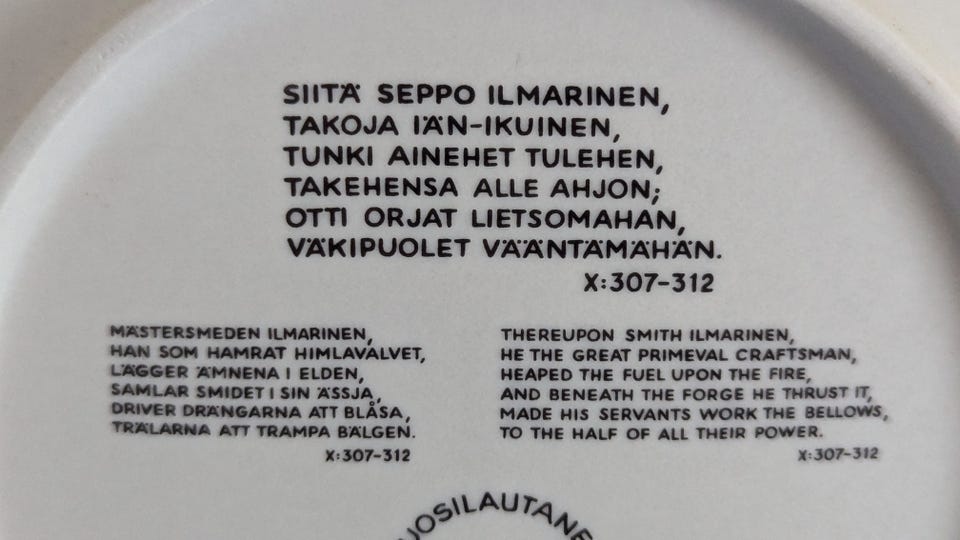 SIITÄ SEPPO ILMARINEN,
TAKOJA IÄN-IKUINEN,
TUNKI AINEHET TULEHEN,
TAKEHENSA ALLE AHJON;
OTTI ORJAT LIETSOMAHAN,
VÄKIPUOLET VÄÄNTÄMÄHÄN.
X:307-312
MÄSTERSMEDEN ILMARINEN,
HAN SOM HAMRAT HIMLAVALVET,
LÄGGER ÄMNENA I ELDEN,
SAMLAR SMIDET I SIN ÄSSJA,
DRIVER DRÄNGARNA ATT BLÅSA,
TRÄLARNA ATT TRAMPA BÄLGEN.
X:307-312
THEREUPON SMITH ILMARINEN,
HE THE GREAT PRIMEVAL CRAFTSMAN,
HEAPED THE FUEL UPON THE FIRE,
AND BENEATH THE FORGE HE THRUST IT,
MADE HIS SERVANTS WORK THE BELLOWS,
TO THE HALF OF ALL THEIR POWER.
X:307-312